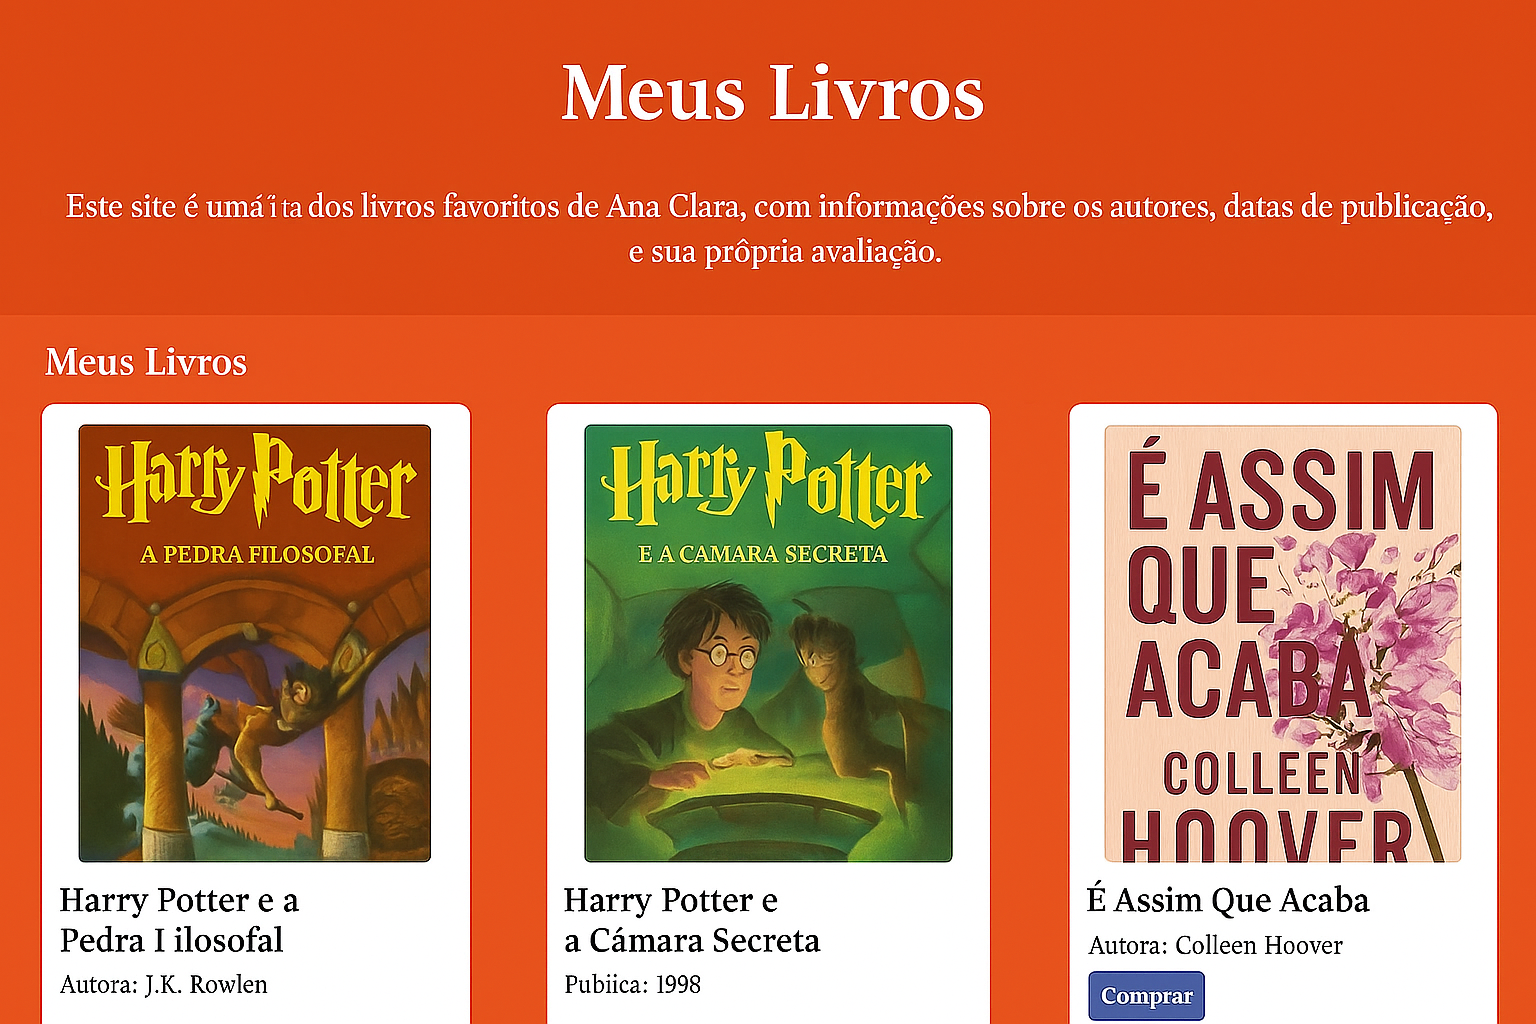 Meus Livros
Este site é umá ita dos livros favoritos de Ana Clara, com informações sobre os autores, datas de publicação,
e sua prôpria avaliação.
Meus Livros
Harry Potter
A PEDRA FILOSOFAL
Harry Potter e a
Pedra I ilosofal
Autora: J.K. Rowlen
Harry Potter
E A CAMARA SECRETA
Harry Potter e
a Cámara Secreta
Pubiica: 1998
É ASSIM
QUE
ACABA
COLLEEN
HOOVER
É Assim Que Acaba
Autora: Colleen Hoover
Comprar